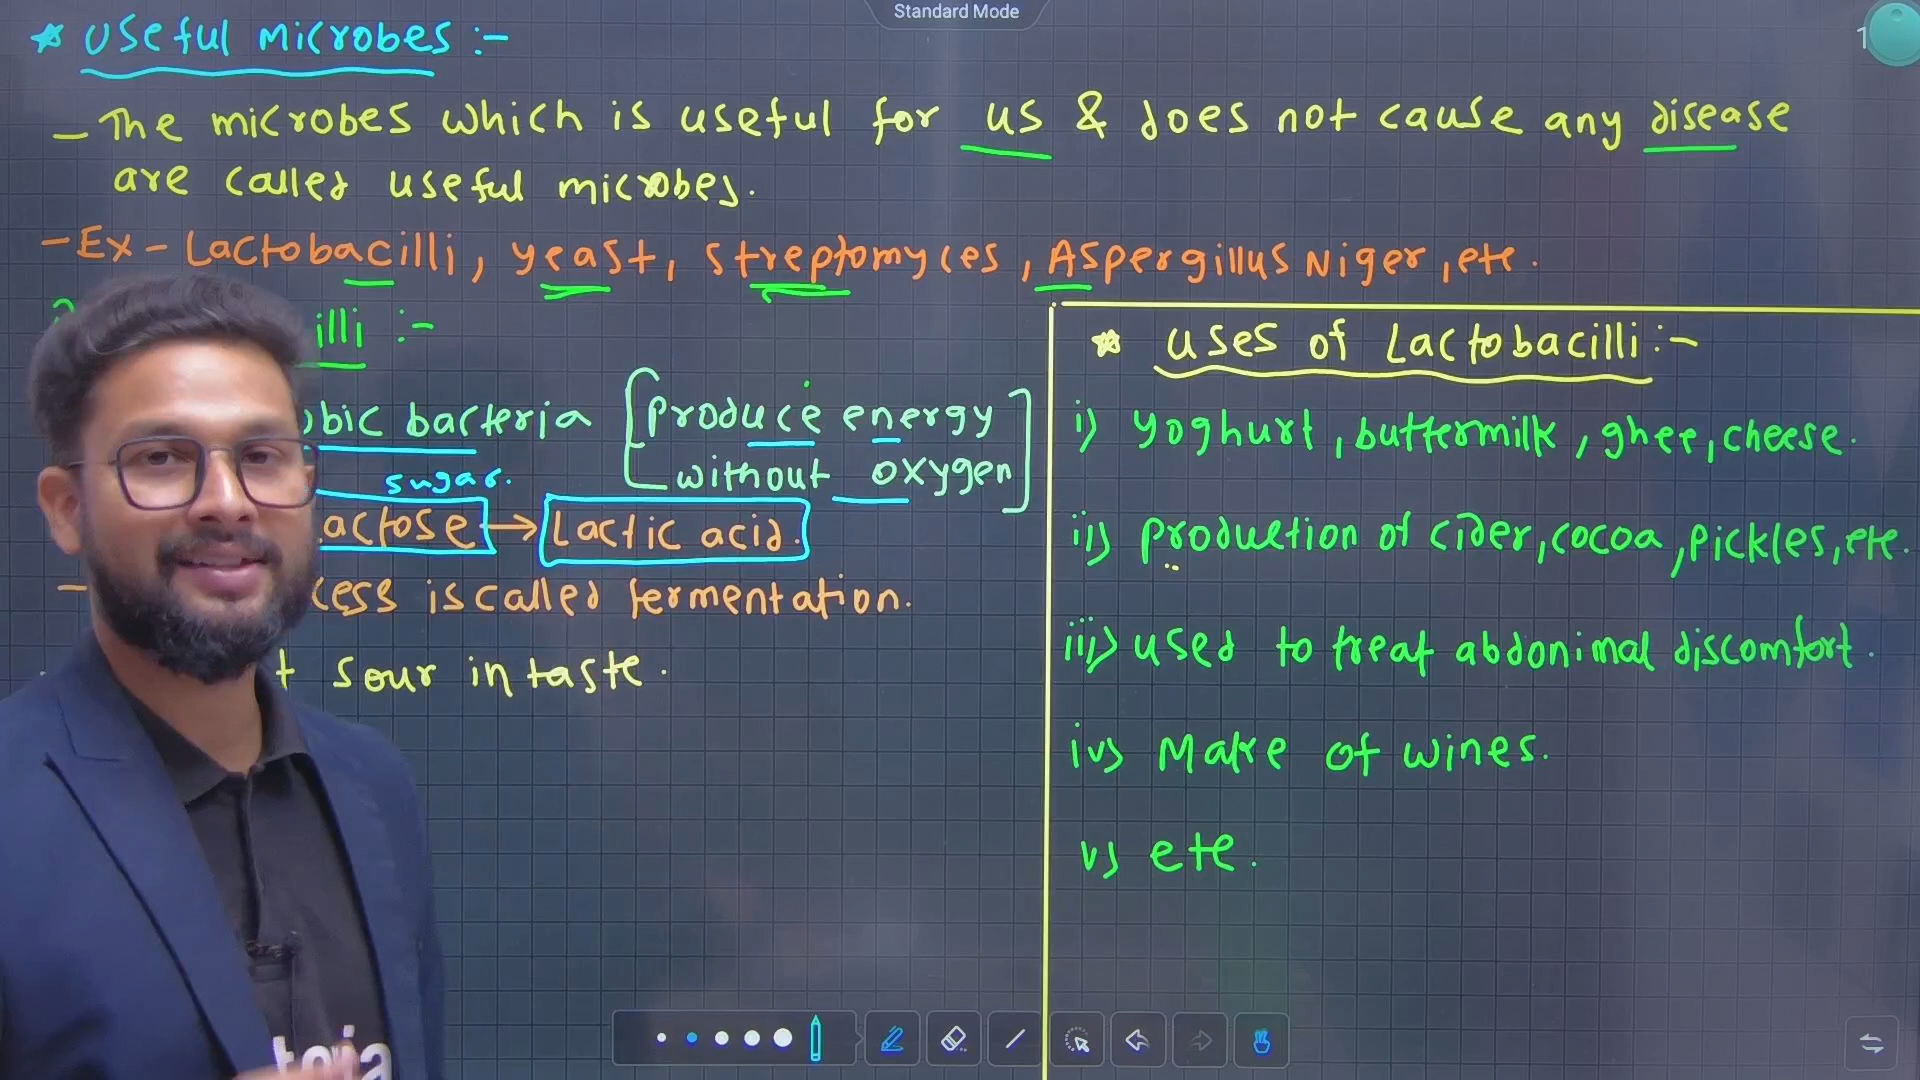 Standard Mode
1
* Useful microbes :-
- The microbes which is useful for us & does not cause any disease
are called useful microbes.
- Ex - Lactobacilli, yeast, streptomyces, Aspergillus Niger, etc.
illi :-
obic bacteria [produce energy
without oxygen]
sugar.
actose → Lactic acid.
cess is called fermentation.
t sour in taste.
* Uses of Lactobacilli :-
i) yoghurt, buttermilk, ghee, cheese.
ii) production of cider, cocoa, pickles, etc.
iii) used to treat abdonimal discomfort.
iv) Make of wines.
v) etc.